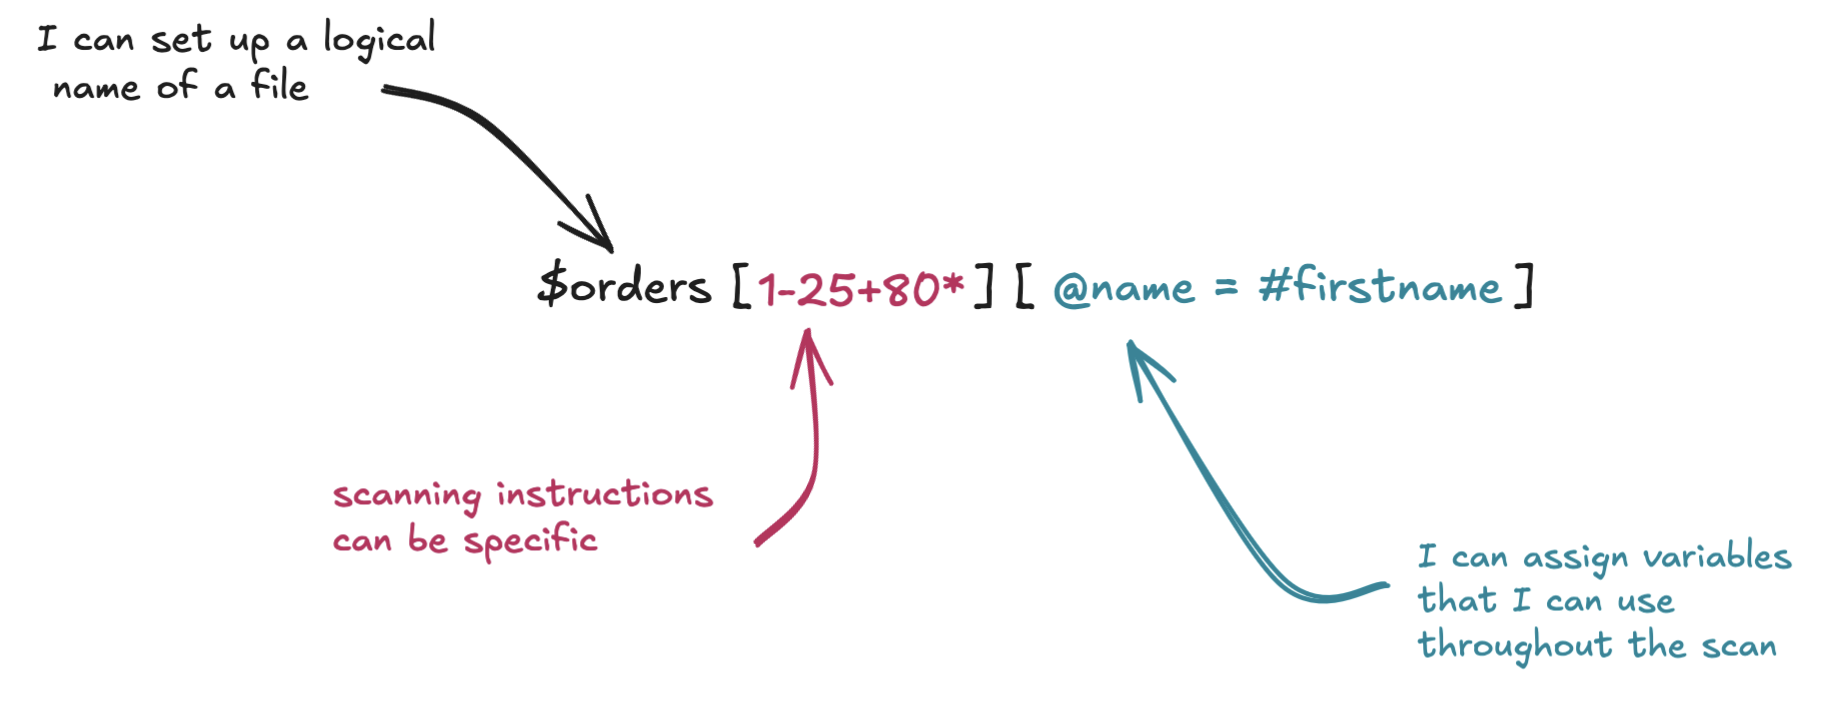 I can set up a logical
name of a file
$orders [1-25+80*] [ @name = #firstname ]
scanning instructions
can be specific
I can assign variables
that I can use
throughout the scan